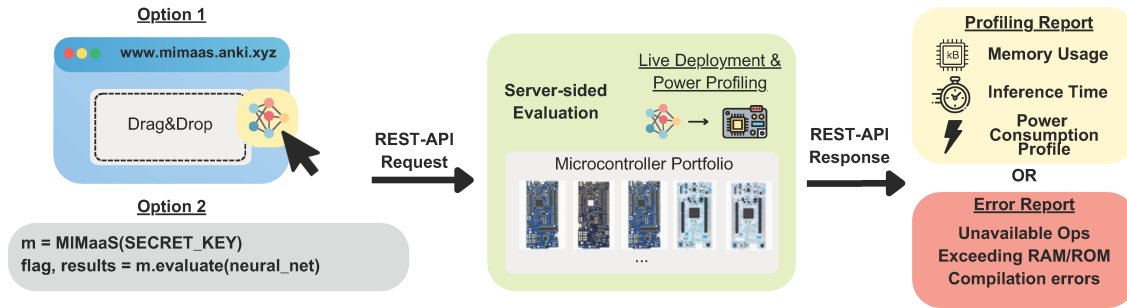 Option 1
www.mimaas.anki.xyz
Drag&Drop
Option 2
m = MIMaaS(SECRET_KEY)
flag, results = m.evaluate(neural_net)
REST-API
Request
Server-sided
Evaluation
Live Deployment &
Power Profiling
Microcontroller Portfolio
...
REST-API
Response
Profiling Report
kB
Memory Usage
Inference Time
Power
Consumption
Profile
OR
Error Report
Unavailable Ops
Exceeding RAM/ROM
Compilation errors